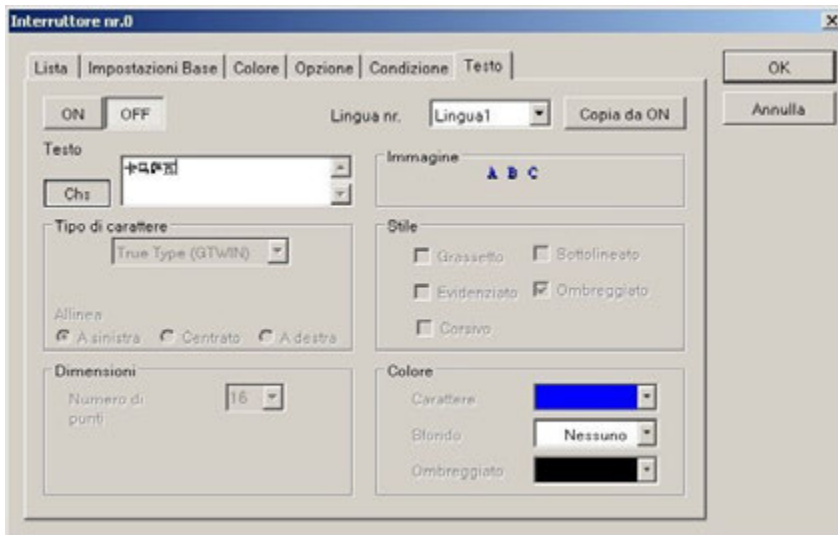 Interruttore nr.0
Lista Impostazioni Base Colore Opzione Condizione Testo
OK
Annulla
ON OFF Lingua nr. Lingua1 Copia da ON
Testo
Chs
Immagine
A B C
Tipo di carattere
True Type (GTWIN)
Allinea
A sinistra Centrato A destra
Stile
Grassetto Sottolineato
Evidenziato Ombreggiato
Corsivo
Dimensioni
Numero di
punti
16
Colore
Carattere
Sfondo Nessuno
Ombreggiato